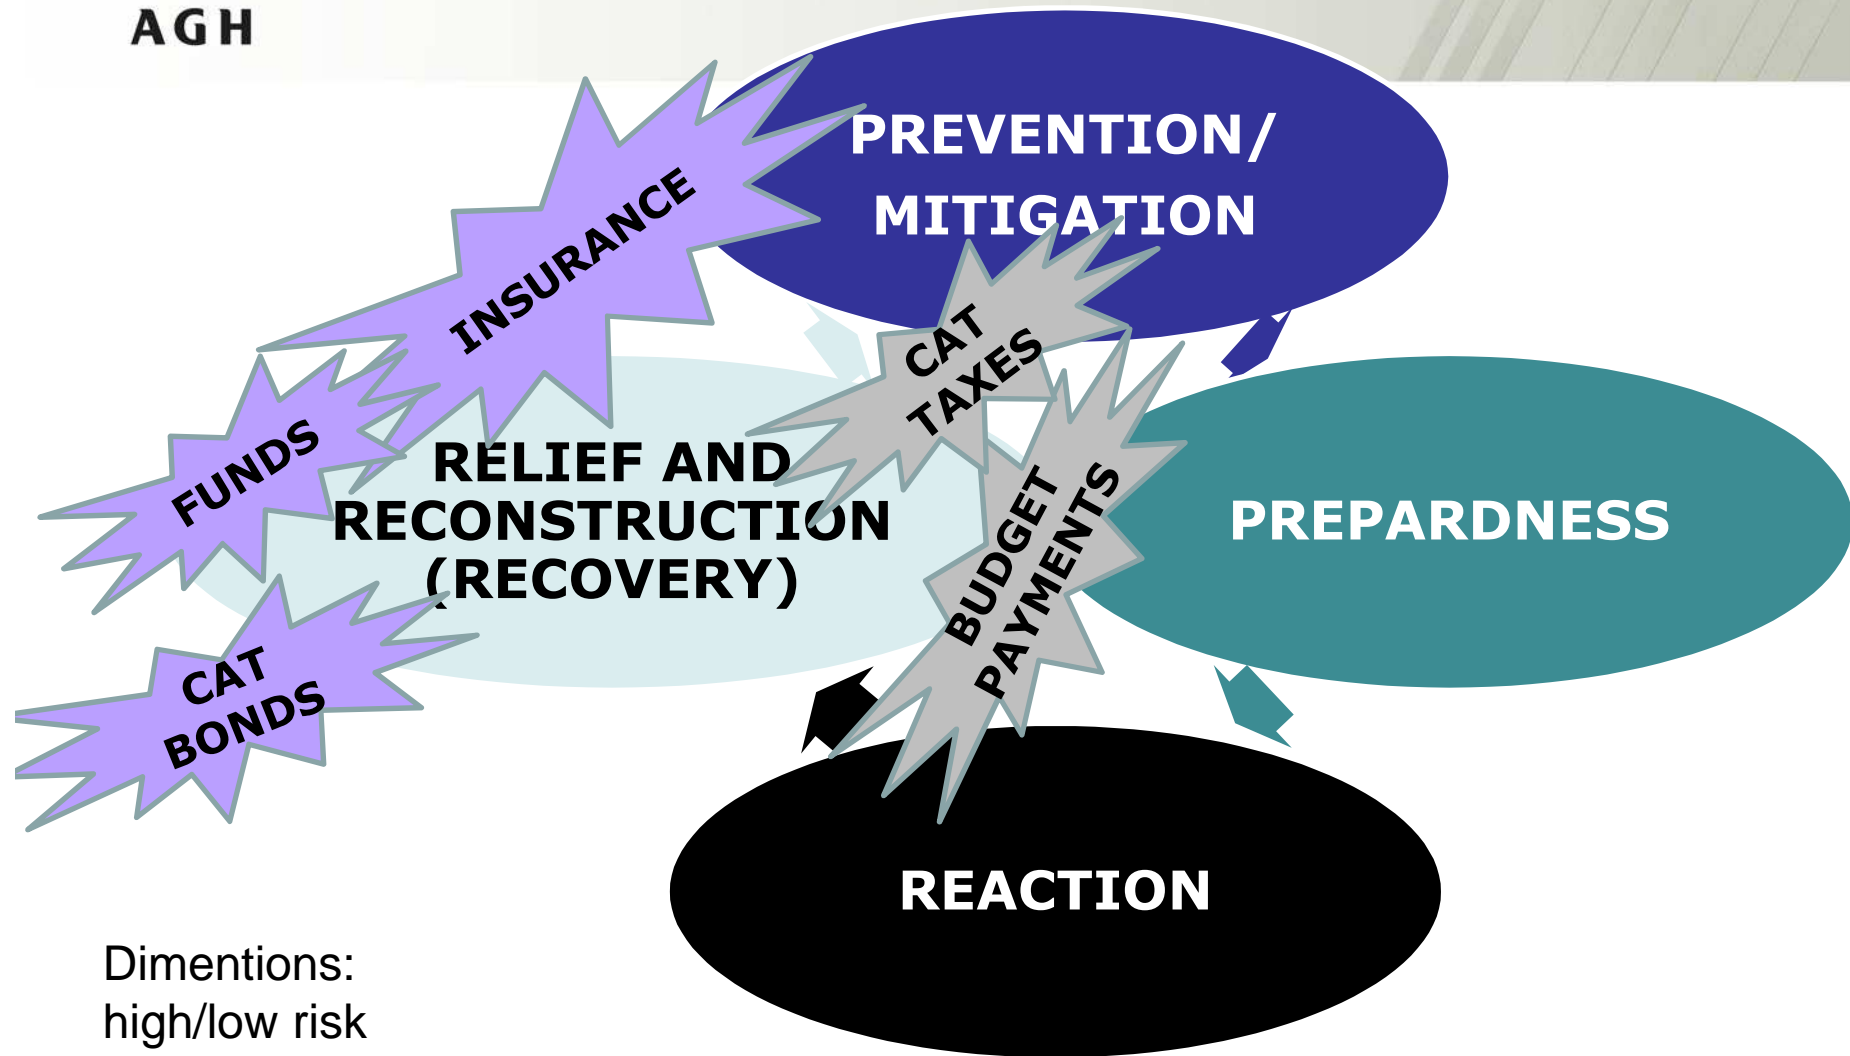 AGH
PREVENTION/
MITIGATION
INSURANCE
CAT
TAXES
FUNDS
RELIEF AND
RECONSTRUCTION
(RECOVERY)
BUDGET
PAYMENTS
PREPARDNESS
CAT
BONDS
REACTION
Dimentions:
high/low risk